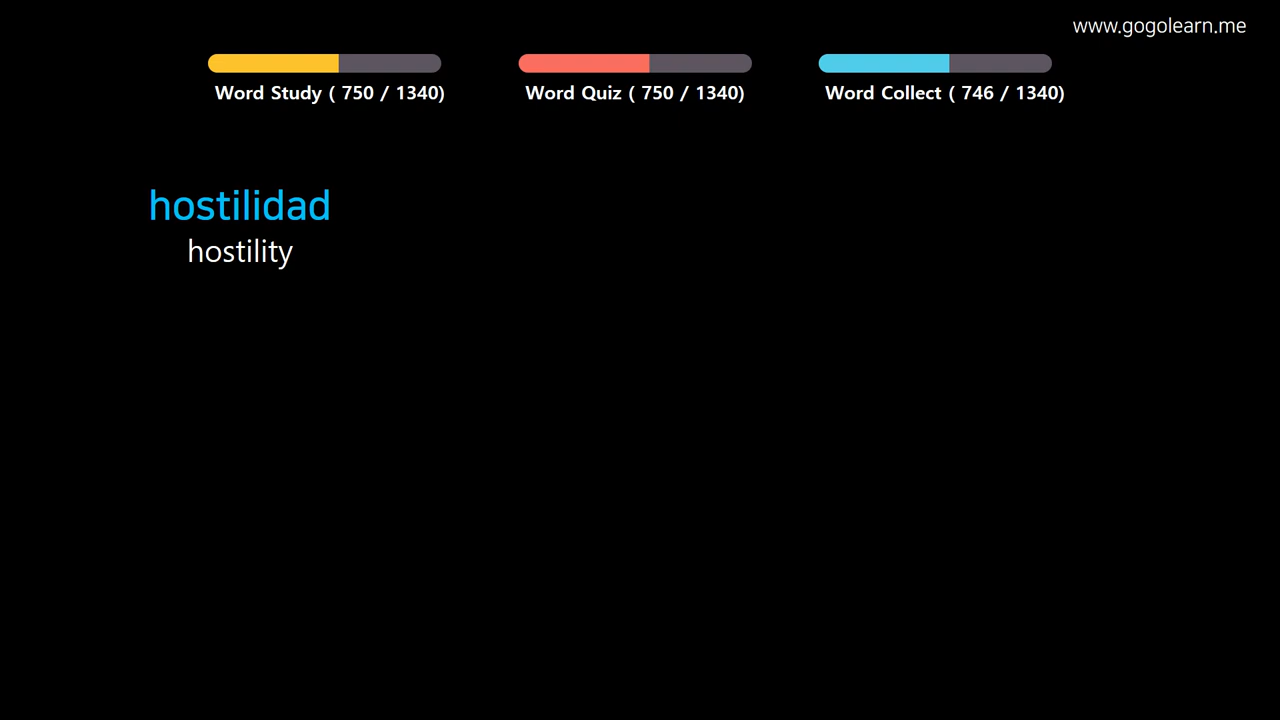 www.gogolearn.me
Word Study ( 750 / 1340)
Word Quiz ( 750 / 1340)
Word Collect ( 746 / 1340)
hostilidad
hostility